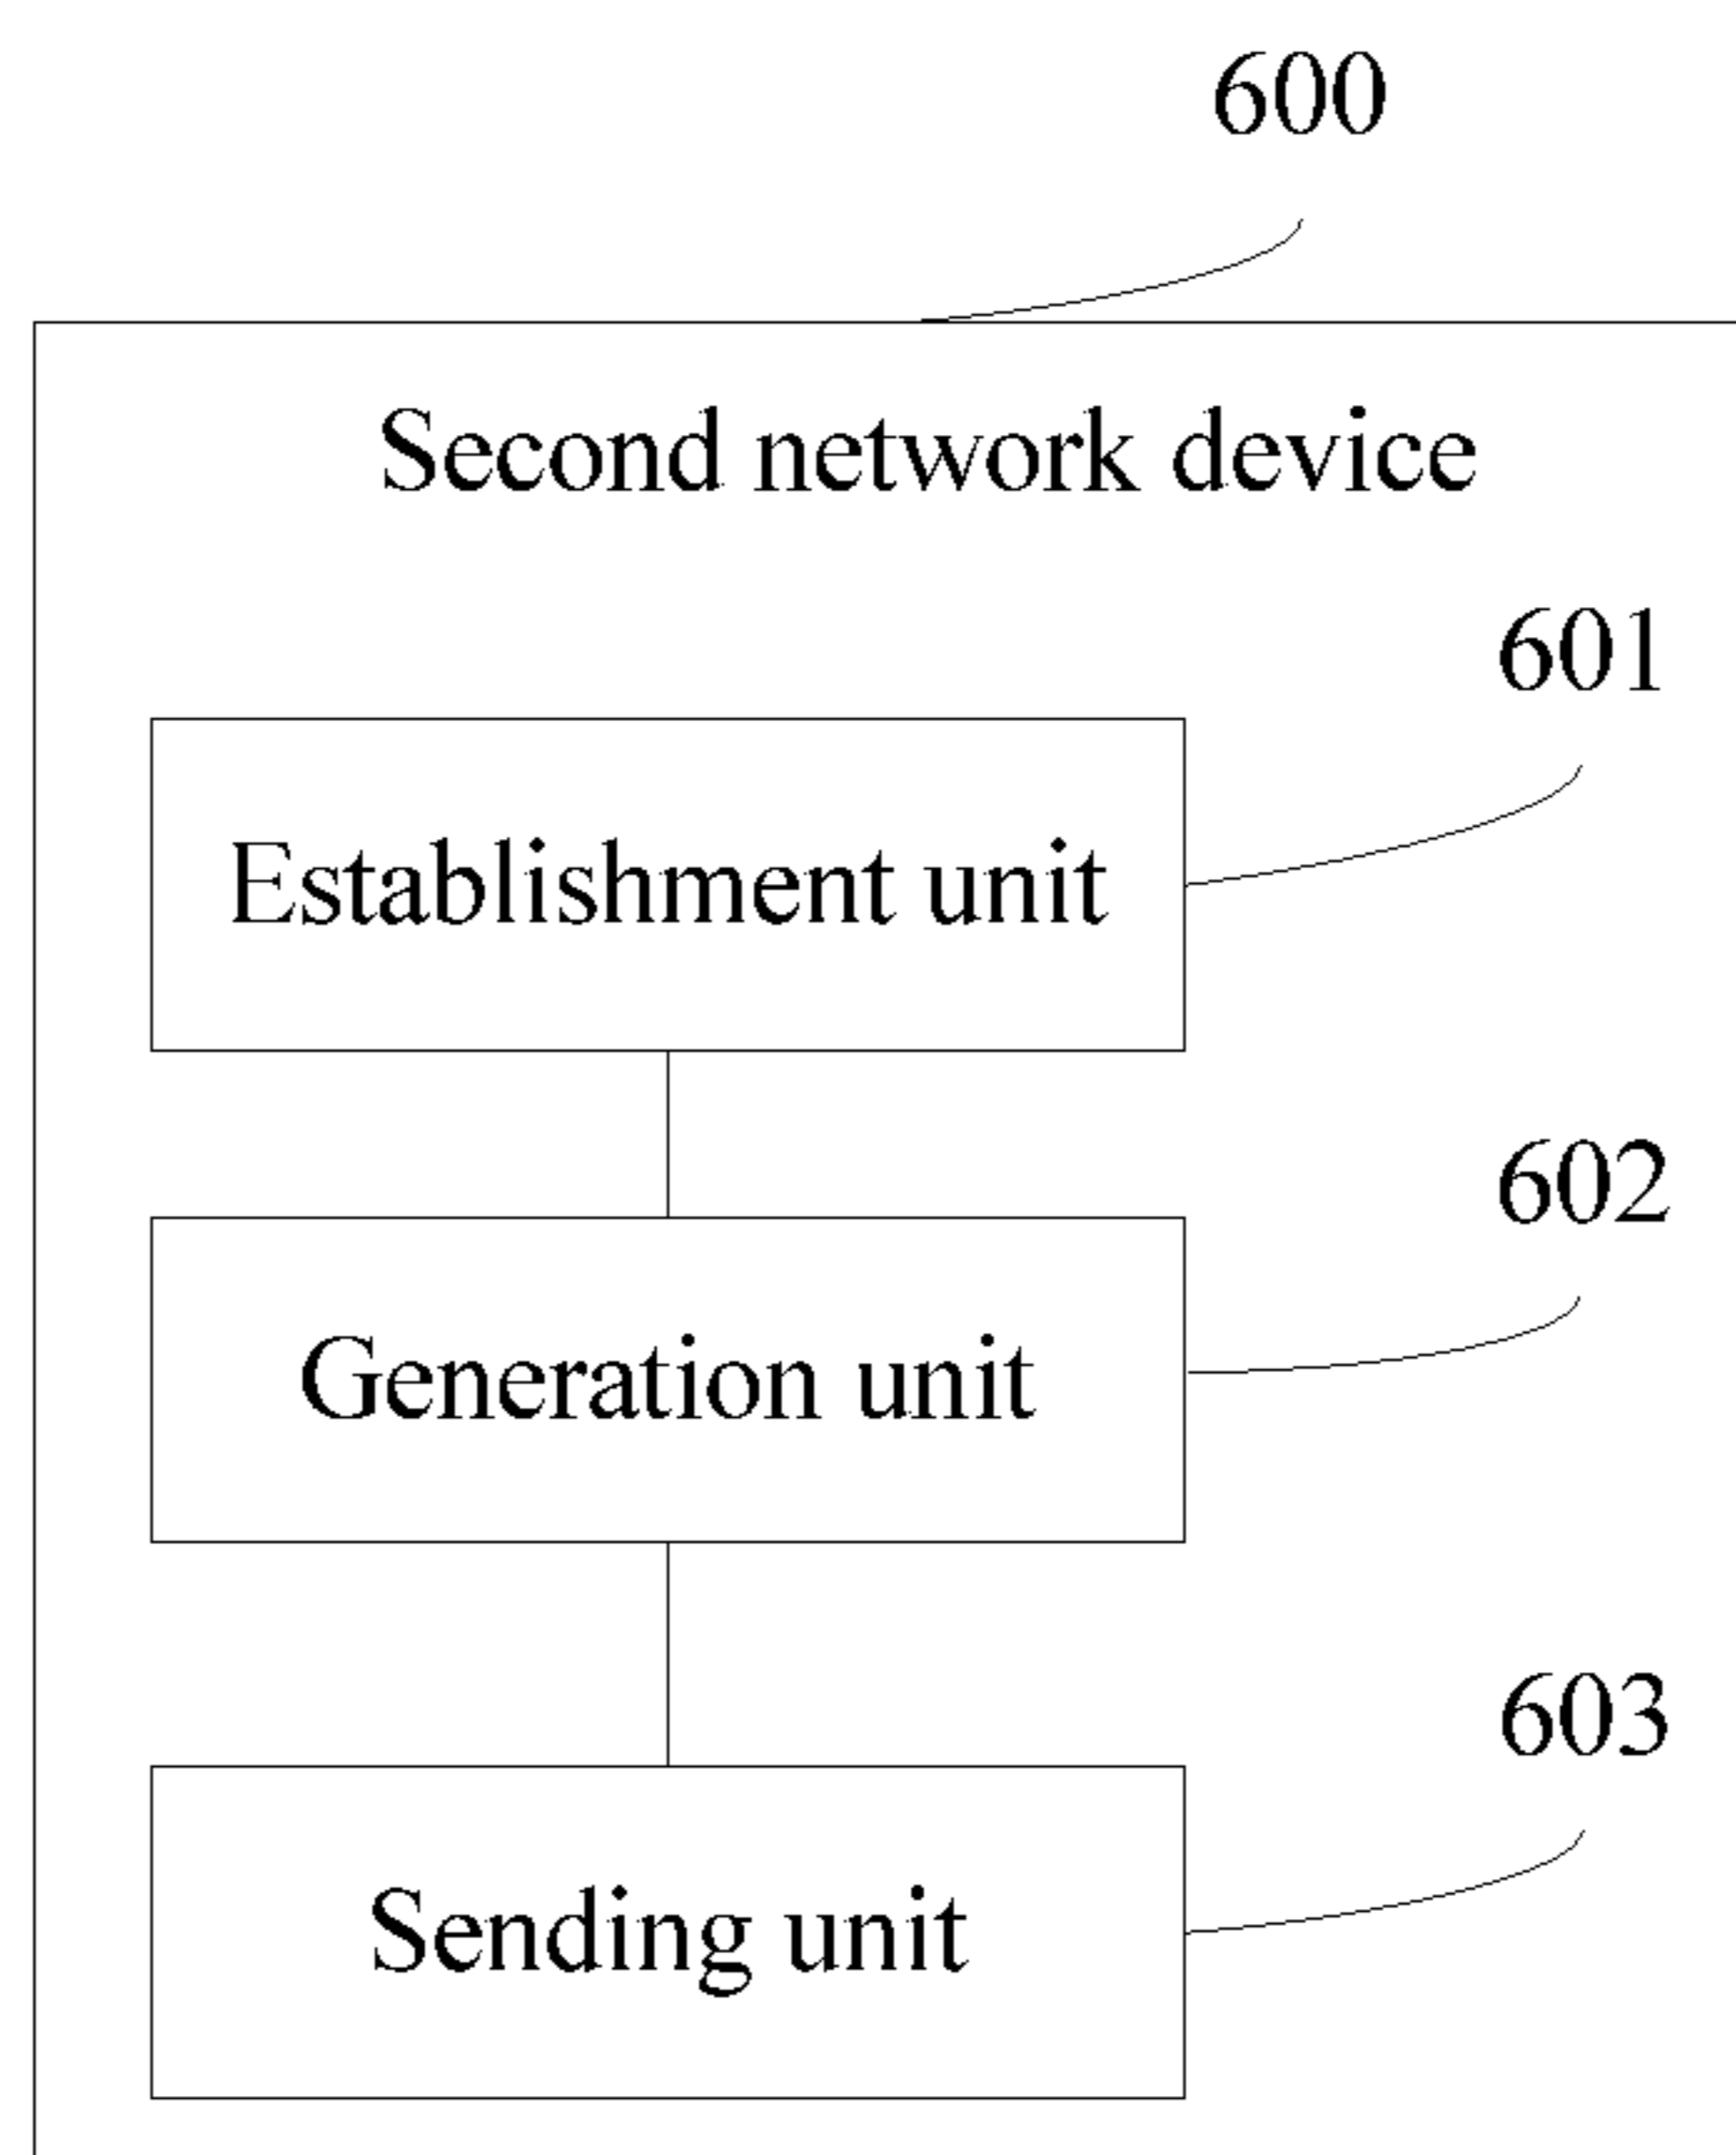 600
Second network device
601
Establishment unit
602
Generation unit
603
Sending unit